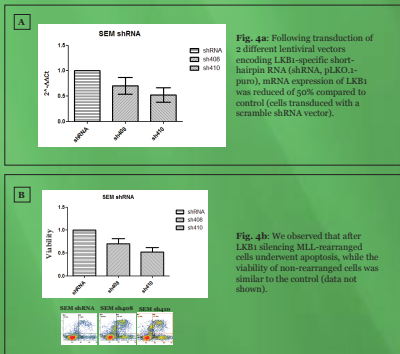 A
SEM shRNA
2^-ΔΔCt
1.5
1.0
0.5
0.0
shRNA
sh408
sh410
shRNA
sh408
sh410
Fig. 4a: Following transduction of
2 different lentiviral vectors
encoding LKB1-specific short-
hairpin RNA (shRNA, pLKO.1-
puro), mRNA expression of LKB1
was reduced of 50% compared to
control (cells transduced with a
scramble shRNA vector).
B
SEM shRNA
Viability
1.5
1.0
0.5
0.0
shRNA
sh408
sh410
shRNA
sh408
sh410
Fig. 4b: We observed that after
LKB1 silencing MLL-rearranged
cells underwent apoptosis, while the
viability of non-rearranged cells was
similar to the control (data not
shown).
SEM shRNA SEM sh408 SEM sh410